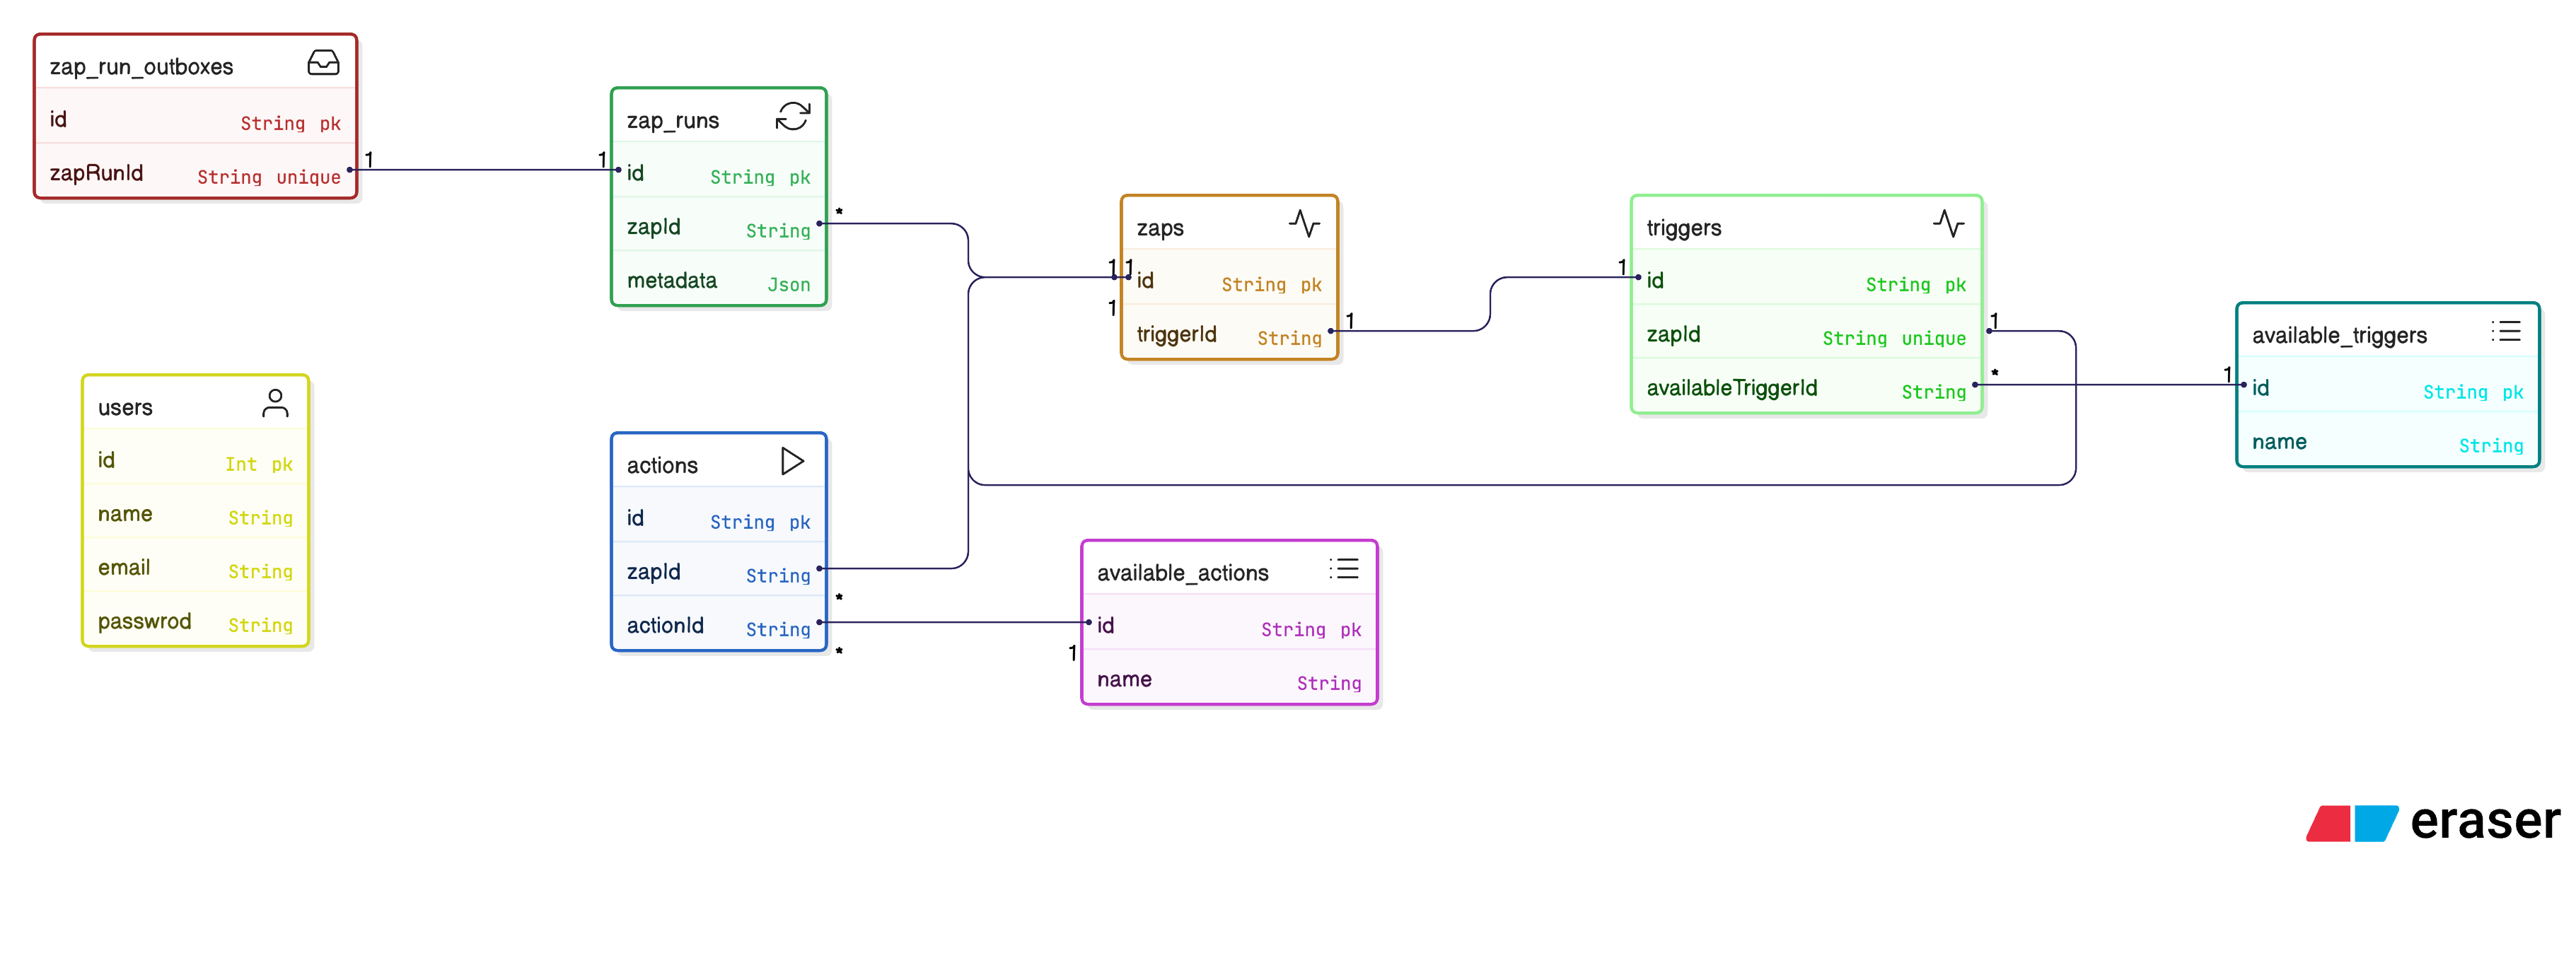 zap_run_outboxes
id String pk
zapRunId String unique
1
1
zap_runs
id String pk
zapId String
*
metadata Json
zaps
1 1
id String pk
1
triggerId String
1
triggers
1
id String pk
zapId String unique
1
availableTriggerId String
*
available_triggers
1
id String pk
name String
users
id Int pk
name String
email String
passwrod String
actions
id String pk
zapId String
*
actionId String
*
available_actions
id String pk
1
name String
eraser